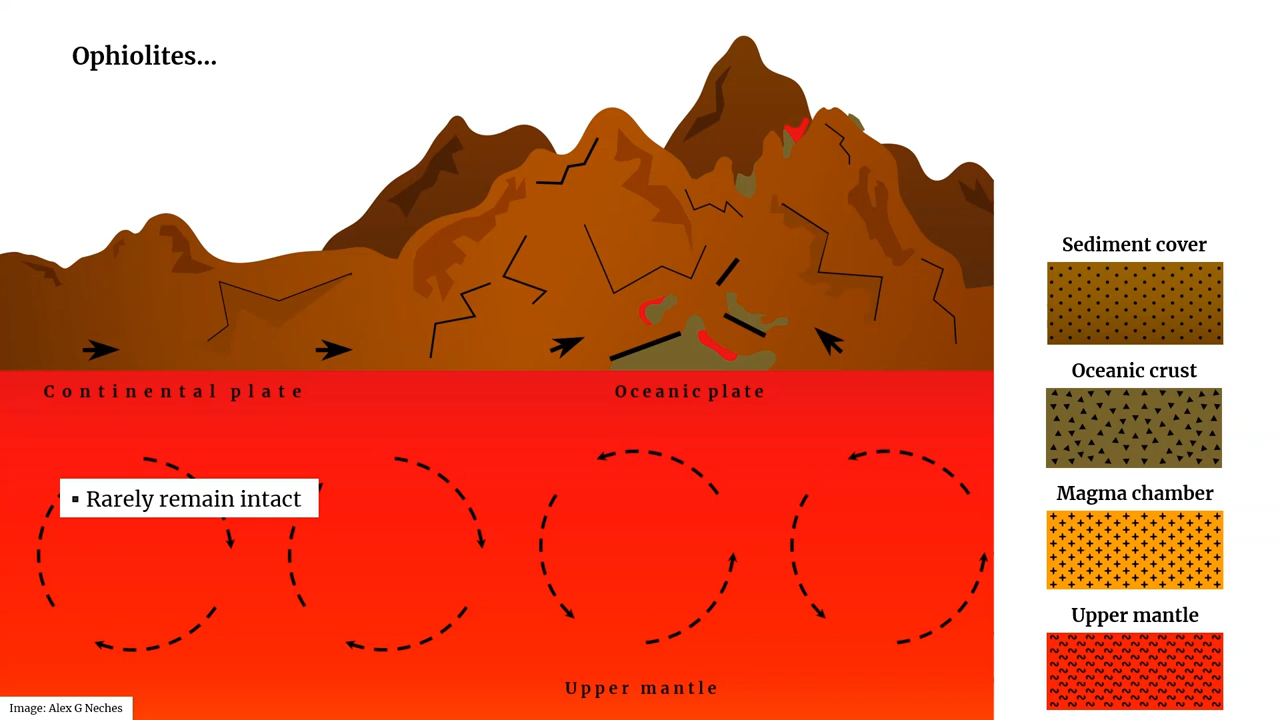 Ophiolites...
Sediment cover
Oceanic crust
Continental plate
Oceanic plate
▪ Rarely remain intact
Magma chamber
Upper mantle
Upper mantle
Image: Alex G Neches